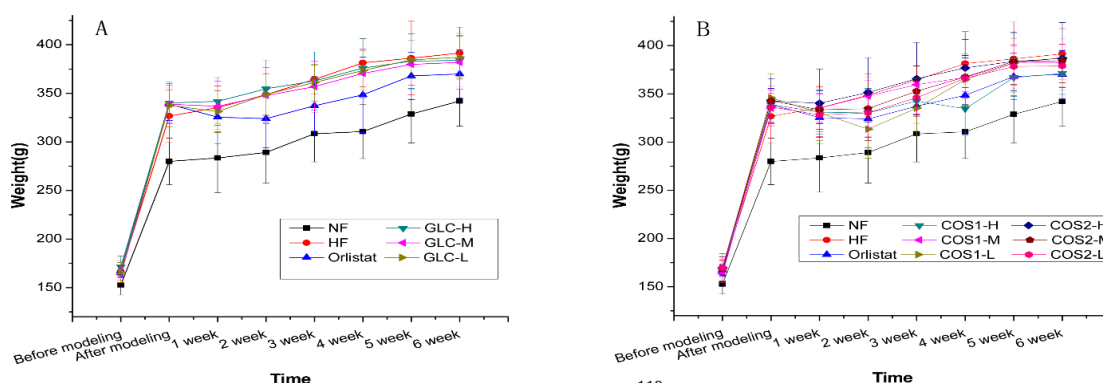 A
400
350
300
250
200
150
Weight(g)
NF
HF
Orlistat
GLC-H
GLC-M
GLC-L
Before modeling
After modeling
1 week
2 week
3 week
4 week
5 week
6 week
Time
B
400
350
300
250
200
150
Weight(g)
NF
HF
Orlistat
COS1-H
COS1-M
COS1-L
COS2-H
COS2-M
COS2-L
Before modeling
After modeling
1 week
2 week
3 week
4 week
5 week
6 week
Time